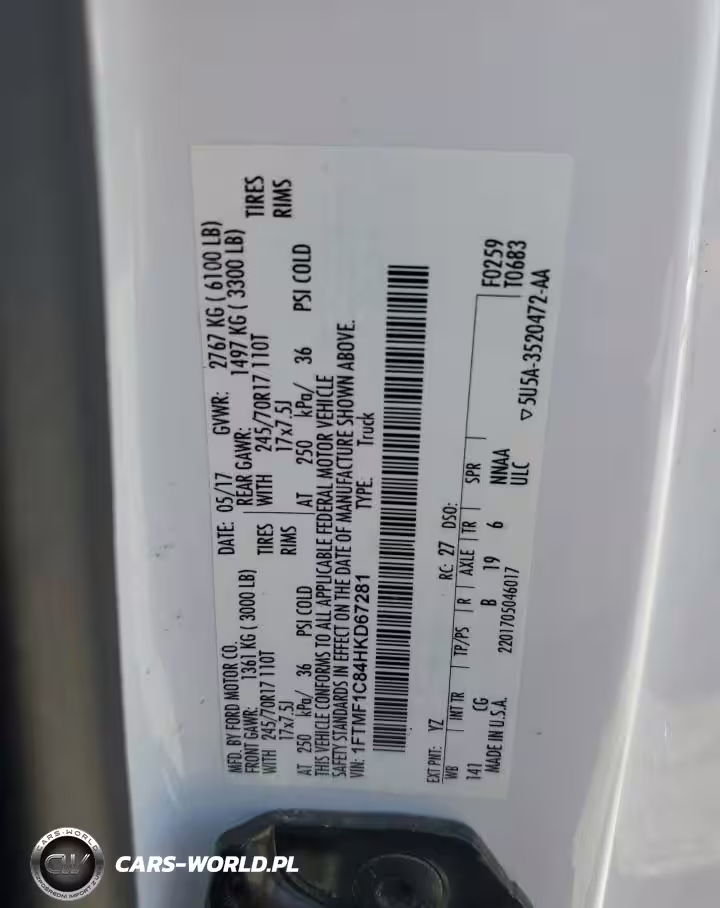 MFD. BY FORD MOTOR CO.
DATE: 05/17 GVWR: 2767 KG ( 6100 LB)
FRONT GAWR: 1361 KG ( 3000 LB) REAR GAWR: 1497 KG ( 3300 LB)
WITH 245/70R17 110T TIRES WITH 245/70R17 110T TIRES
17x7.5J RIMS 17x7.5J RIMS
AT 250 kPa/ 36 PSI COLD AT 250 kPa/ 36 PSI COLD
THIS VEHICLE CONFORMS TO ALL APPLICABLE FEDERAL MOTOR VEHICLE
SAFETY STANDARDS IN EFFECT ON THE DATE OF MANUFACTURE SHOWN ABOVE.
VIN: 1FTMF1C84HKD67281 TYPE: Truck
EXT PNT: YZ RC: 27 DSO:
WB INT TR TP/PS R AXLE TR SPR F0259
141 CG B 19 6 NNAA T0683
MADE IN U.S.A. 2201705046017 ULC
▽5U5A-3520472-AA
CARS-WORLD
CW
CARS-WORLD.PL